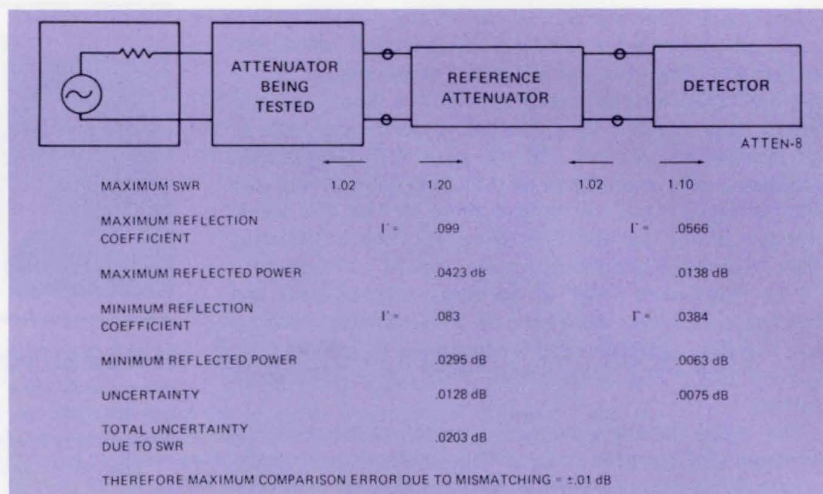 ATTENUATOR
BEING
TESTED
REFERENCE
ATTENUATOR
DETECTOR
ATTEN-8
MAXIMUM SWR 1.02 1.20 1.02 1.10
MAXIMUM REFLECTION
COEFFICIENT Γ = .099 Γ = .0566
MAXIMUM REFLECTED POWER .0423 dB .0138 dB
MINIMUM REFLECTION
COEFFICIENT Γ = .083 Γ = .0384
MINIMUM REFLECTED POWER .0295 dB .0063 dB
UNCERTAINTY .0128 dB .0075 dB
TOTAL UNCERTAINTY
DUE TO SWR .0203 dB
THEREFORE MAXIMUM COMPARISON ERROR DUE TO MISMATCHING = ±.01 dB